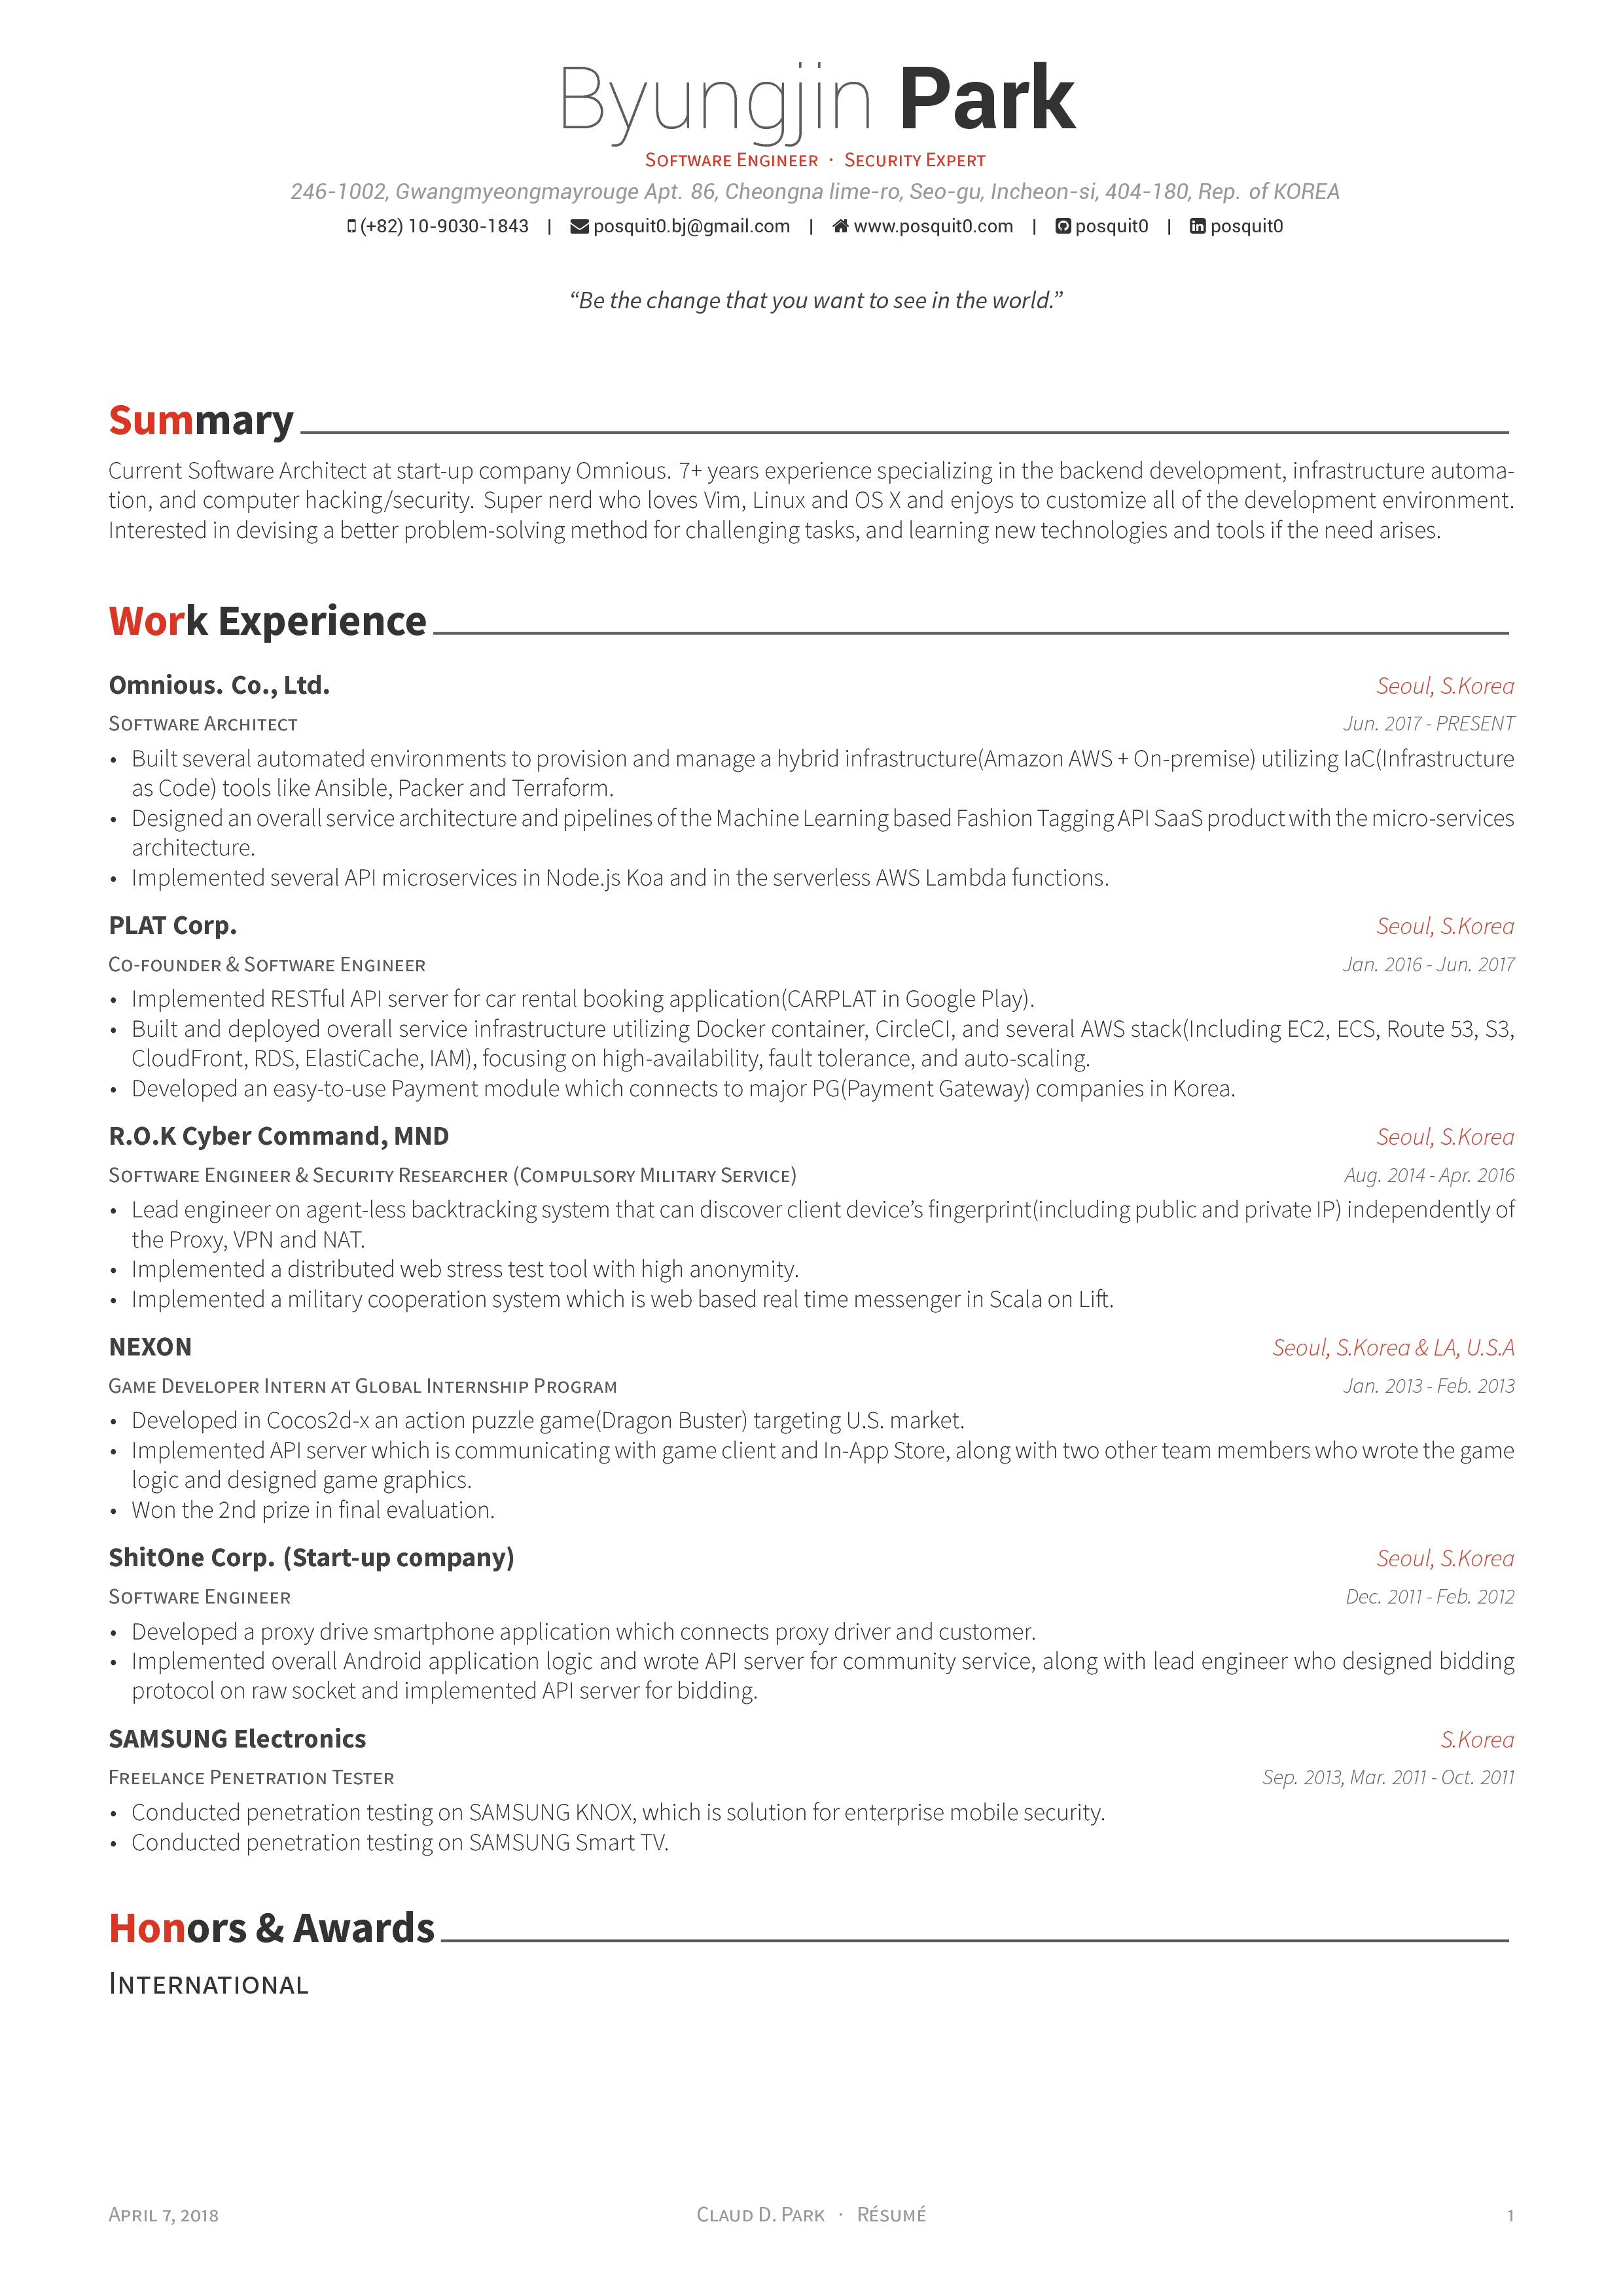 Byungjin Park
Software Engineer · Security Expert
246-1002, Gwangmyeongmayrouge Apt. 86, Cheongna lime-ro, Seo-gu, Incheon-si, 404-180, Rep. of KOREA
(+82) 10-9030-1843 | posquit0.bj@gmail.com | www.posquit0.com | posquit0 | posquit0
“Be the change that you want to see in the world.”
Summary
Current Software Architect at start-up company Omnious. 7+ years experience specializing in the backend development, infrastructure automa-
tion, and computer hacking/security. Super nerd who loves Vim, Linux and OS X and enjoys to customize all of the development environment.
Interested in devising a better problem-solving method for challenging tasks, and learning new technologies and tools if the need arises.
Work Experience
Omnious. Co., Ltd. Seoul, S.Korea
Software Architect Jun. 2017 - PRESENT
• Built several automated environments to provision and manage a hybrid infrastructure(Amazon AWS + On-premise) utilizing IaC(Infrastructure
as Code) tools like Ansible, Packer and Terraform.
• Designed an overall service architecture and pipelines of the Machine Learning based Fashion Tagging API SaaS product with the micro-services
architecture.
• Implemented several API microservices in Node.js Koa and in the serverless AWS Lambda functions.
PLAT Corp. Seoul, S.Korea
Co-founder & Software Engineer Jan. 2016 - Jun. 2017
• Implemented RESTful API server for car rental booking application(CARPLAT in Google Play).
• Built and deployed overall service infrastructure utilizing Docker container, CircleCI, and several AWS stack(Including EC2, ECS, Route 53, S3,
CloudFront, RDS, ElastiCache, IAM), focusing on high-availability, fault tolerance, and auto-scaling.
• Developed an easy-to-use Payment module which connects to major PG(Payment Gateway) companies in Korea.
R.O.K Cyber Command, MND Seoul, S.Korea
Software Engineer & Security Researcher (Compulsory Military Service) Aug. 2014 - Apr. 2016
• Lead engineer on agent-less backtracking system that can discover client device’s fingerprint(including public and private IP) independently of
the Proxy, VPN and NAT.
• Implemented a distributed web stress test tool with high anonymity.
• Implemented a military cooperation system which is web based real time messenger in Scala on Lift.
NEXON Seoul, S.Korea & LA, U.S.A
Game Developer Intern at Global Internship Program Jan. 2013 - Feb. 2013
• Developed in Cocos2d-x an action puzzle game(Dragon Buster) targeting U.S. market.
• Implemented API server which is communicating with game client and In-App Store, along with two other team members who wrote the game
logic and designed game graphics.
• Won the 2nd prize in final evaluation.
ShitOne Corp. (Start-up company) Seoul, S.Korea
Software Engineer Dec. 2011 - Feb. 2012
• Developed a proxy drive smartphone application which connects proxy driver and customer.
• Implemented overall Android application logic and wrote API server for community service, along with lead engineer who designed bidding
protocol on raw socket and implemented API server for bidding.
SAMSUNG Electronics S.Korea
Freelance Penetration Tester Sep. 2013, Mar. 2011 - Oct. 2011
• Conducted penetration testing on SAMSUNG KNOX, which is solution for enterprise mobile security.
• Conducted penetration testing on SAMSUNG Smart TV.
Honors & Awards
International
April 7, 2018 Claud D. Park · Résumé 1